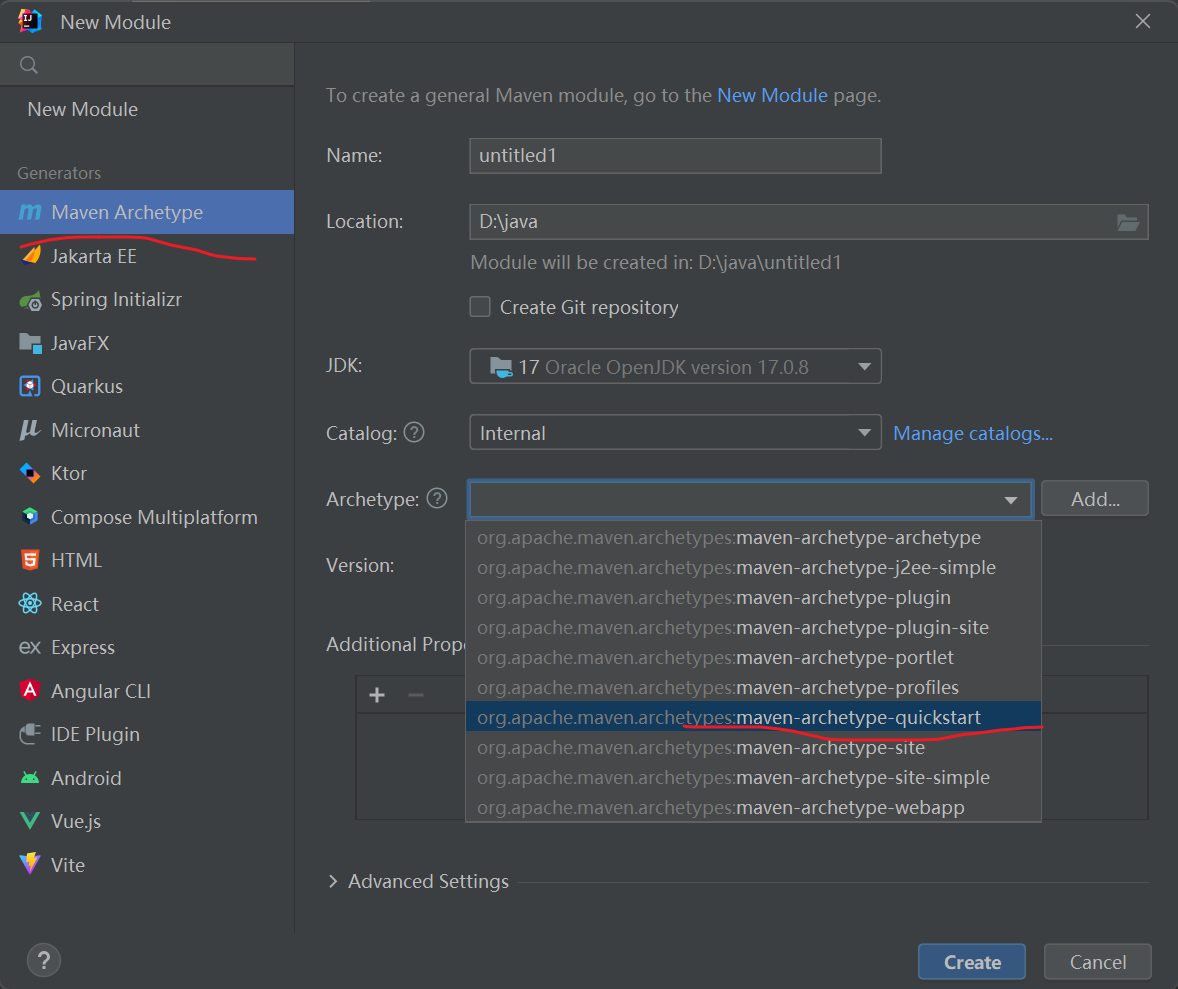 New Module
New Module
Generators
Maven Archetype
Jakarta EE
Spring Initializr
JavaFX
Quarkus
Micronaut
Ktor
Compose Multiplatform
HTML
React
ex Express
Angular CLI
IDE Plugin
Android
Vue.js
Vite
To create a general Maven module, go to the New Module page.
Name: untitled1
Location: D:\java
Module will be created in: D:\java\untitled1
Create Git repository
JDK: 17 Oracle OpenJDK version 17.0.8
Catalog: ? Internal Manage catalogs...
Archetype: ? Add...
org.apache.maven.archetypes:maven-archetype-archetype
org.apache.maven.archetypes:maven-archetype-j2ee-simple
Version:
org.apache.maven.archetypes:maven-archetype-plugin
org.apache.maven.archetypes:maven-archetype-plugin-site
Additional Prope
org.apache.maven.archetypes:maven-archetype-portlet
org.apache.maven.archetypes:maven-archetype-profiles
org.apache.maven.archetypes:maven-archetype-quickstart
org.apache.maven.archetypes:maven-archetype-site
org.apache.maven.archetypes:maven-archetype-site-simple
org.apache.maven.archetypes:maven-archetype-webapp
Advanced Settings
? Create Cancel